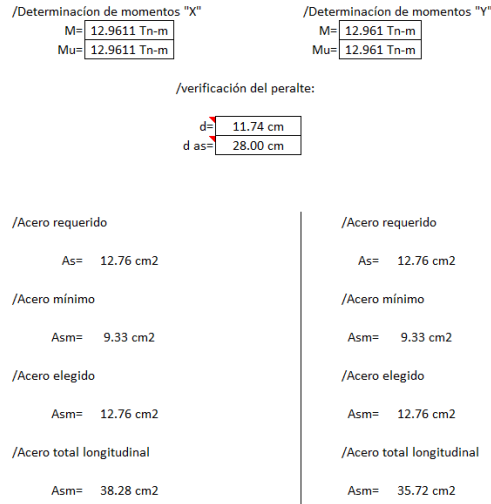 /Determinacíon de momentos "X" /Determinacíon de momentos "Y"
M= 12.9611 Tn-m M= 12.961 Tn-m
Mu= 12.9611 Tn-m Mu= 12.961 Tn-m
/verificación del peralte:
d= 11.74 cm
d as= 28.00 cm
/Acero requerido /Acero requerido
As= 12.76 cm2 As= 12.76 cm2
/Acero mínimo /Acero mínimo
Asm= 9.33 cm2 Asm= 9.33 cm2
/Acero elegido /Acero elegido
Asm= 12.76 cm2 Asm= 12.76 cm2
/Acero total longitudinal /Acero total longitudinal
Asm= 38.28 cm2 Asm= 35.72 cm2